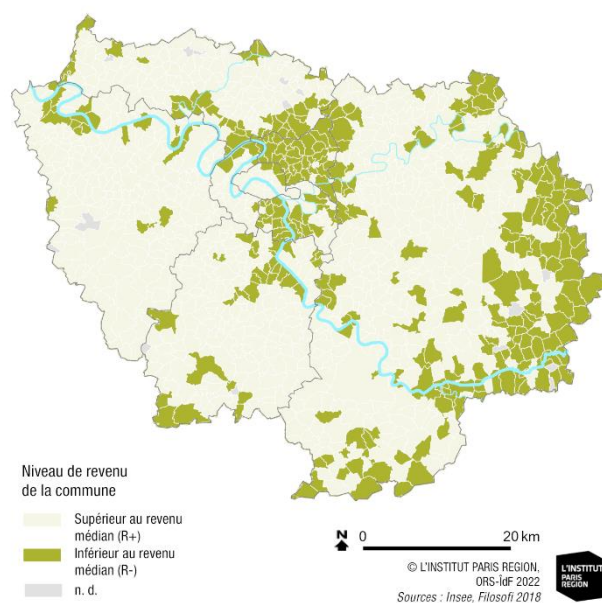 Niveau de revenu
de la commune
Supérieur au revenu
médian (R+)
Inférieur au revenu
médian (R-)
n. d.
N 0 20 km
© L'INSTITUT PARIS REGION,
ORS-ÎdF 2022
Sources : Insee, Filosofi 2018
L'INSTITUT
PARIS
REGION